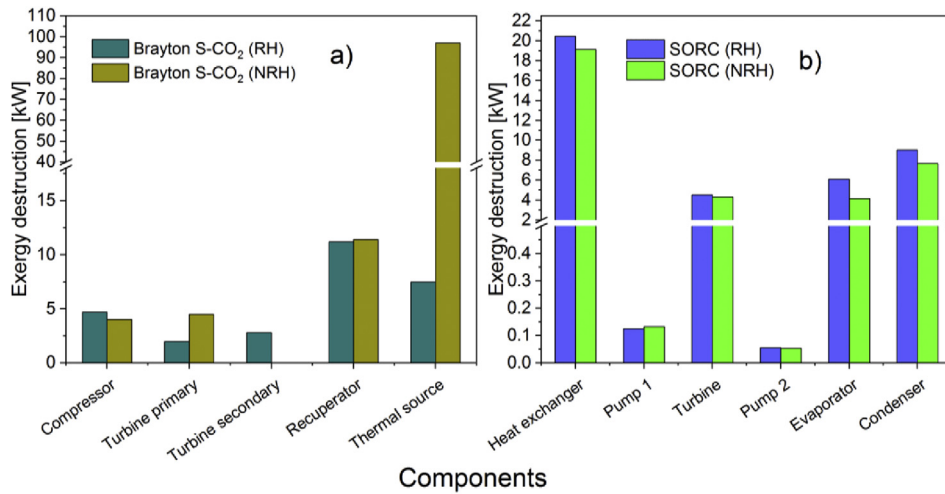 Brayton S-CO₂ (RH)
Brayton S-CO₂ (NRH)
a)
Exergy destruction [kW]
110
100
90
80
70
60
50
40
15
10
5
0
Compressor
Turbine primary
Turbine secondary
Recuperator
Thermal source
SORC (RH)
SORC (NRH)
b)
Exergy destruction [kW]
22
20
18
16
14
12
10
8
6
4
2
0.4
0.3
0.2
0.1
0.0
Heat exchanger
Pump 1
Turbine
Pump 2
Evaporator
Condenser
Components